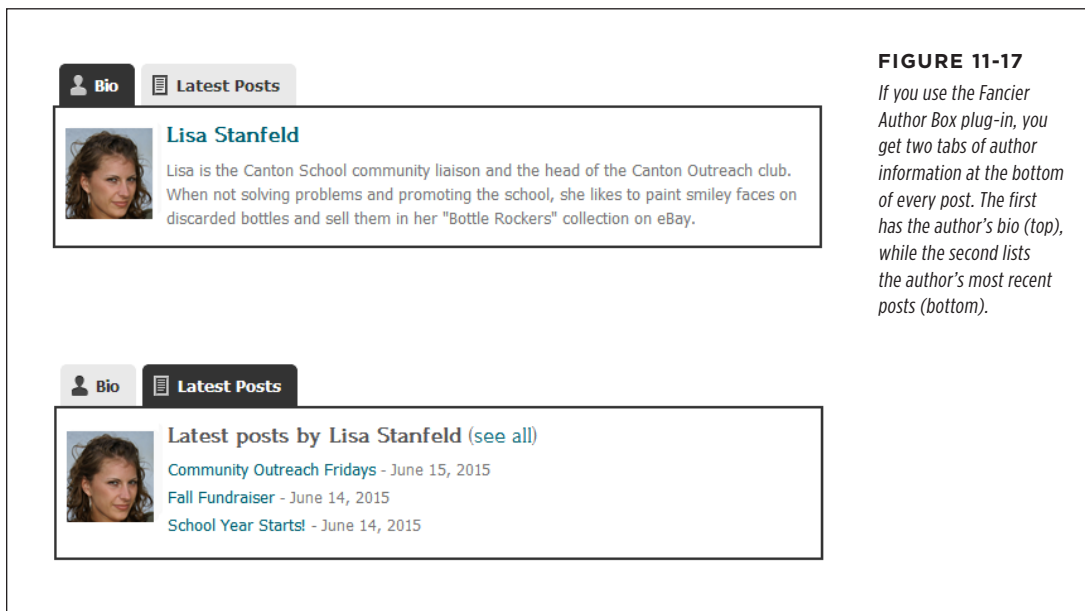 Bio
Latest Posts
Lisa Stanfeld
Lisa is the Canton School community liaison and the head of the Canton Outreach club.
When not solving problems and promoting the school, she likes to paint smiley faces on
discarded bottles and sell them in her "Bottle Rockers" collection on eBay.
Bio
Latest Posts
Latest posts by Lisa Stanfeld (see all)
Community Outreach Fridays - June 15, 2015
Fall Fundraiser - June 14, 2015
School Year Starts! - June 14, 2015
FIGURE 11-17
If you use the Fancier
Author Box plug-in, you
get two tabs of author
information at the bottom
of every post. The first
has the author's bio (top),
while the second lists
the author's most recent
posts (bottom).